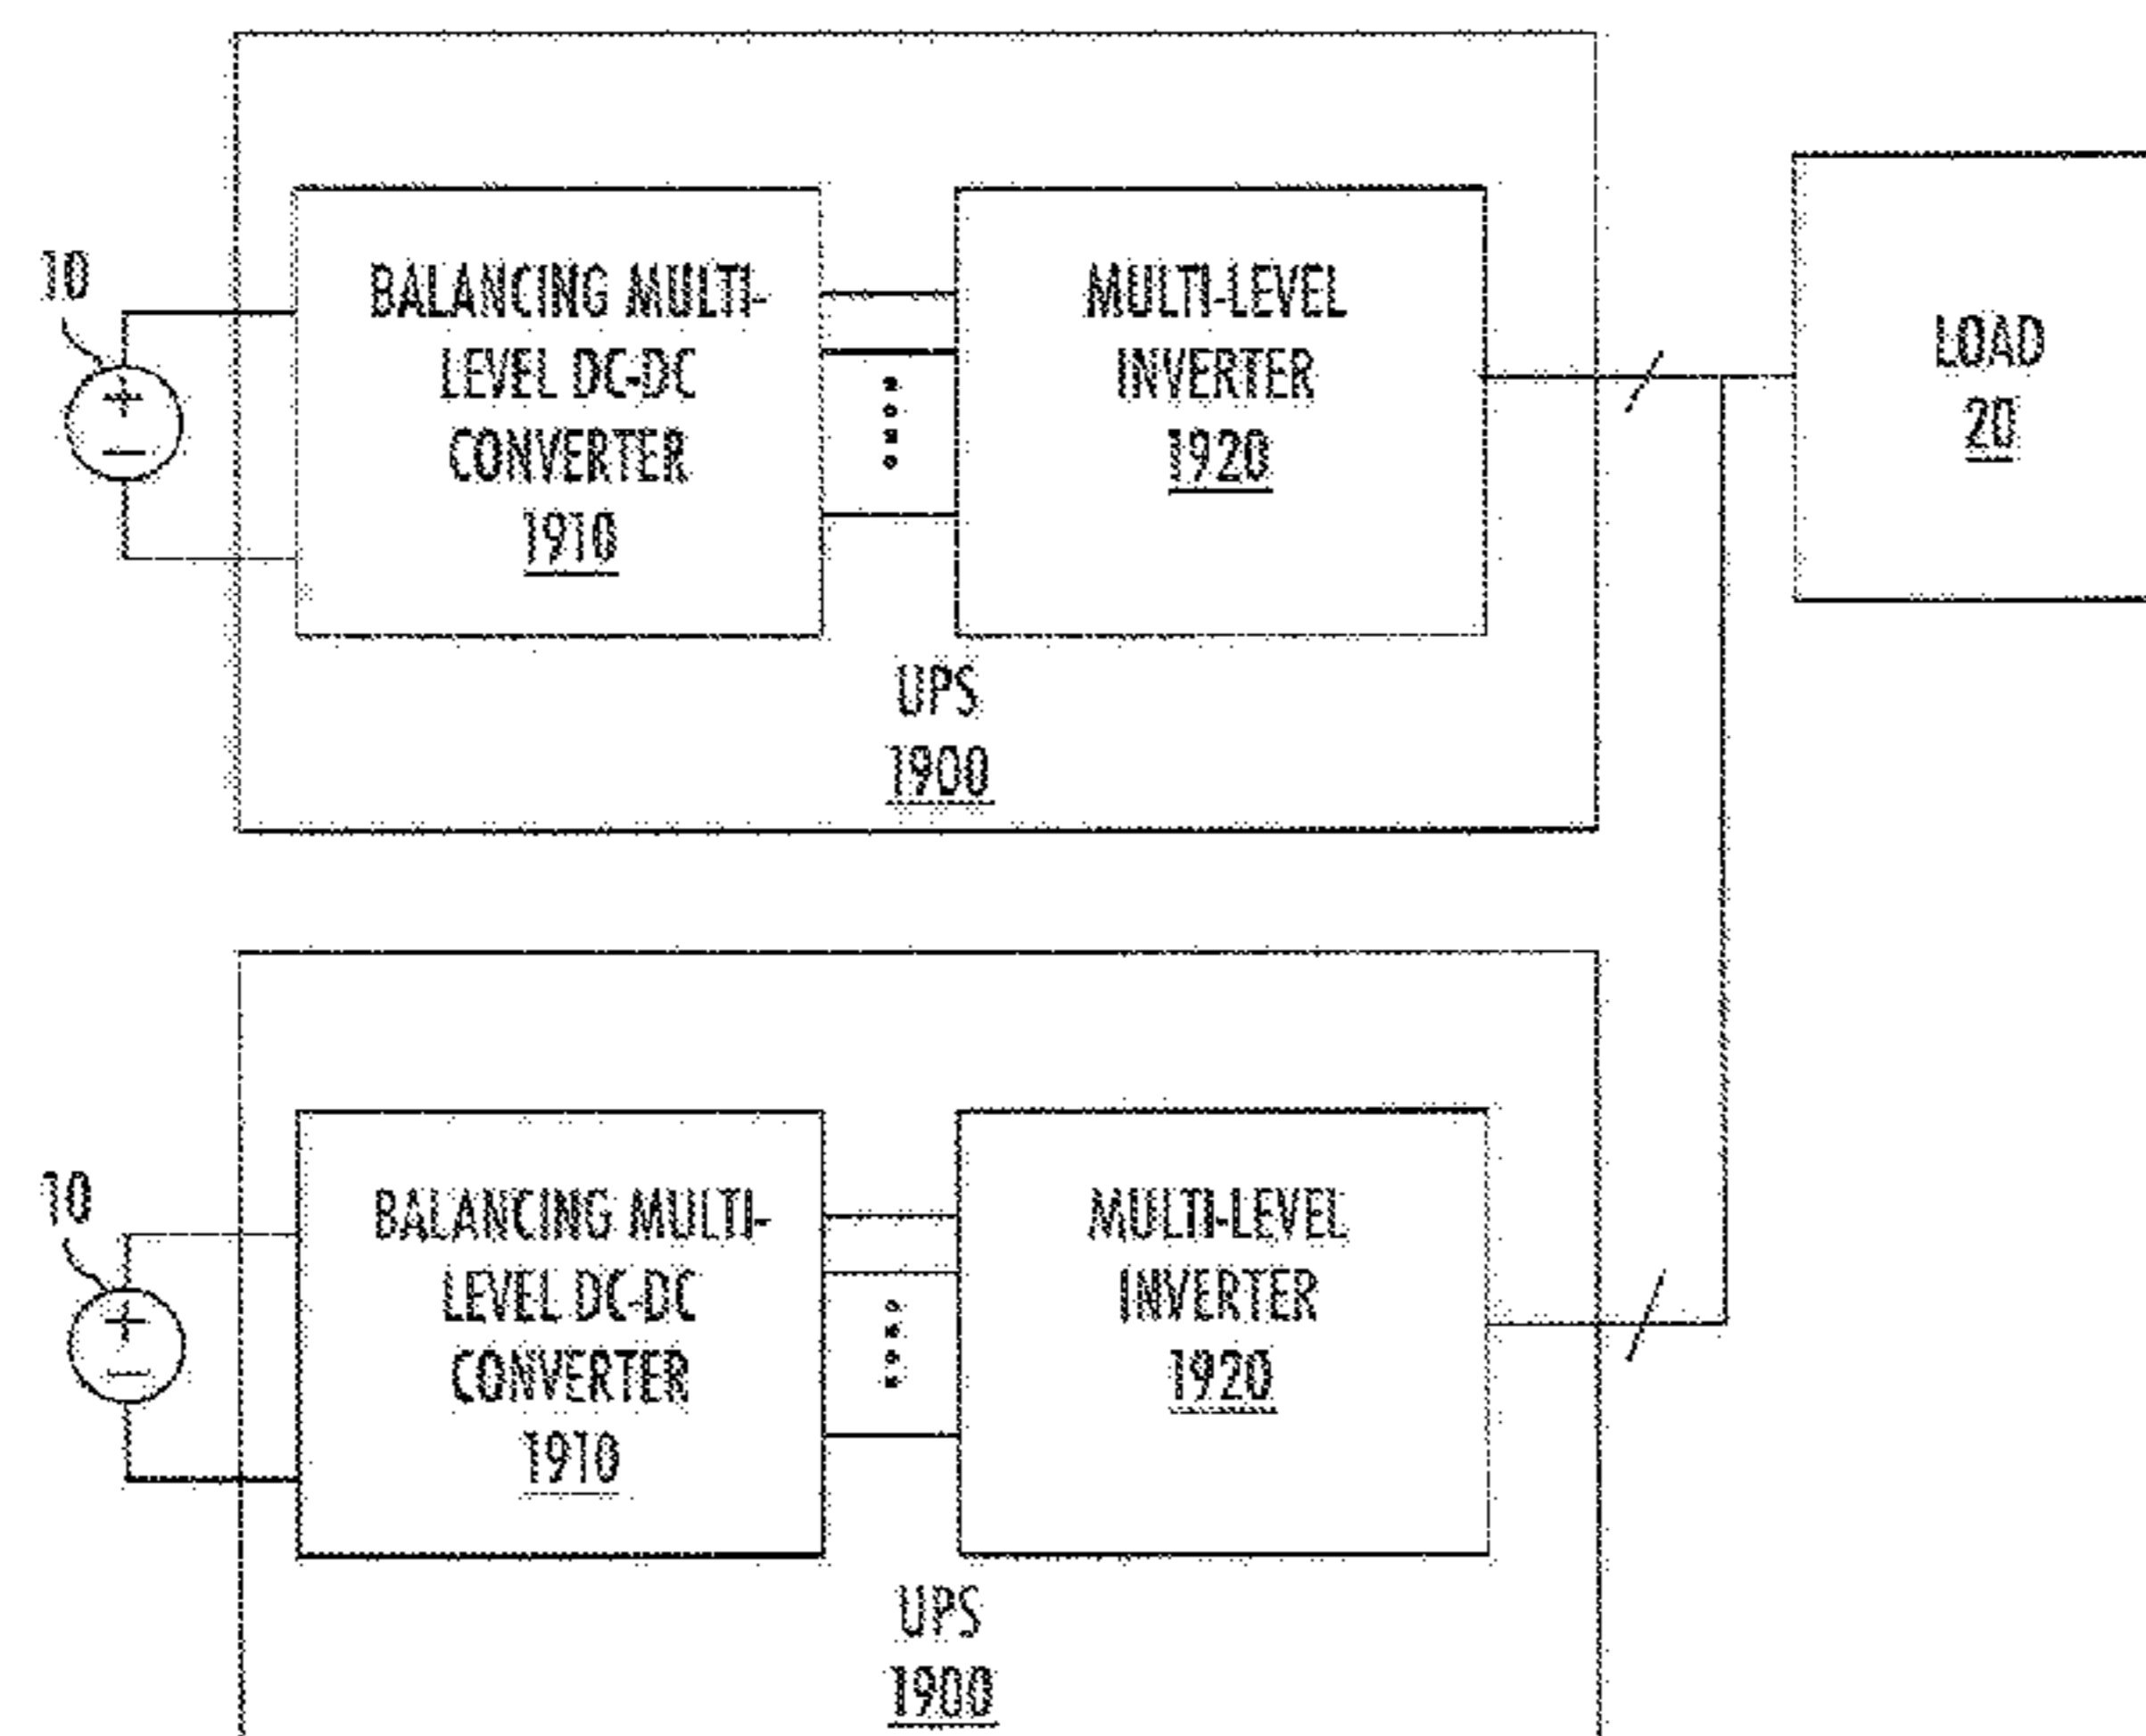 10
BALANCING MULTI-
LEVEL DC-DC
CONVERTER
1910
MULTI-LEVEL
INVERTER
1920
LOAD
20
UPS
1900
10
BALANCING MULTI-
LEVEL DC-DC
CONVERTER
1910
MULTI-LEVEL
INVERTER
1920
UPS
1900